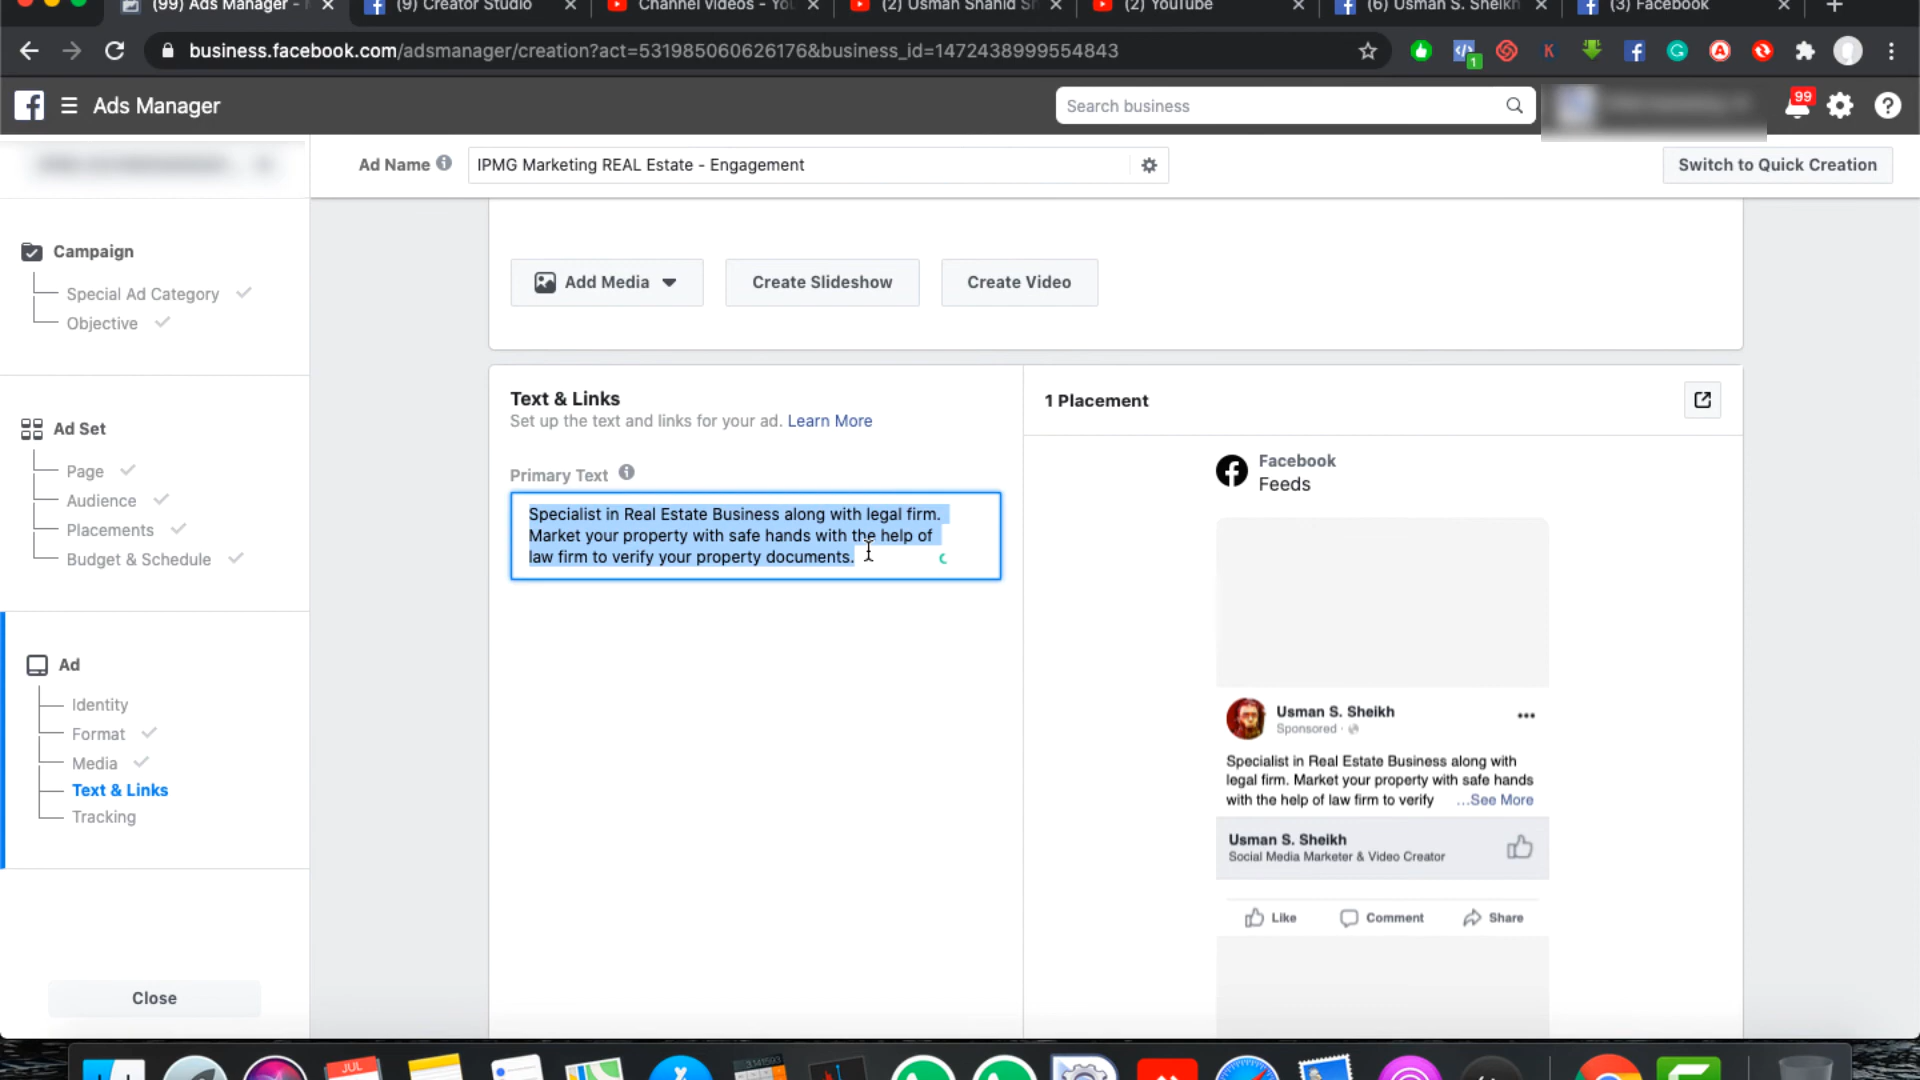 (99) Ads Manager -
(9) Creator Studio
Channel videos - You
(2) Usman Shahid Sh
(2) YouTube
(6) Usman S. Sheikh
(3) Facebook
business.facebook.com/adsmanager/creation?act=531985060626176&business_id=1472438999554843
1
Ads Manager
Search business
99
Ad Name
IPMG Marketing REAL Estate - Engagement
Switch to Quick Creation
Campaign
Special Ad Category
Objective
Ad Set
Page
Audience
Placements
Budget & Schedule
Ad
Identity
Format
Media
Text & Links
Tracking
Close
Add Media
Create Slideshow
Create Video
Text & Links
Set up the text and links for your ad. Learn More
Primary Text
Specialist in Real Estate Business along with legal firm.
Market your property with safe hands with the help of
law firm to verify your property documents.
1 Placement
Facebook
Feeds
Usman S. Sheikh
Sponsored ·
Specialist in Real Estate Business along with
legal firm. Market your property with safe hands
with the help of law firm to verify ...See More
Usman S. Sheikh
Social Media Marketer & Video Creator
Like
Comment
Share
JUL